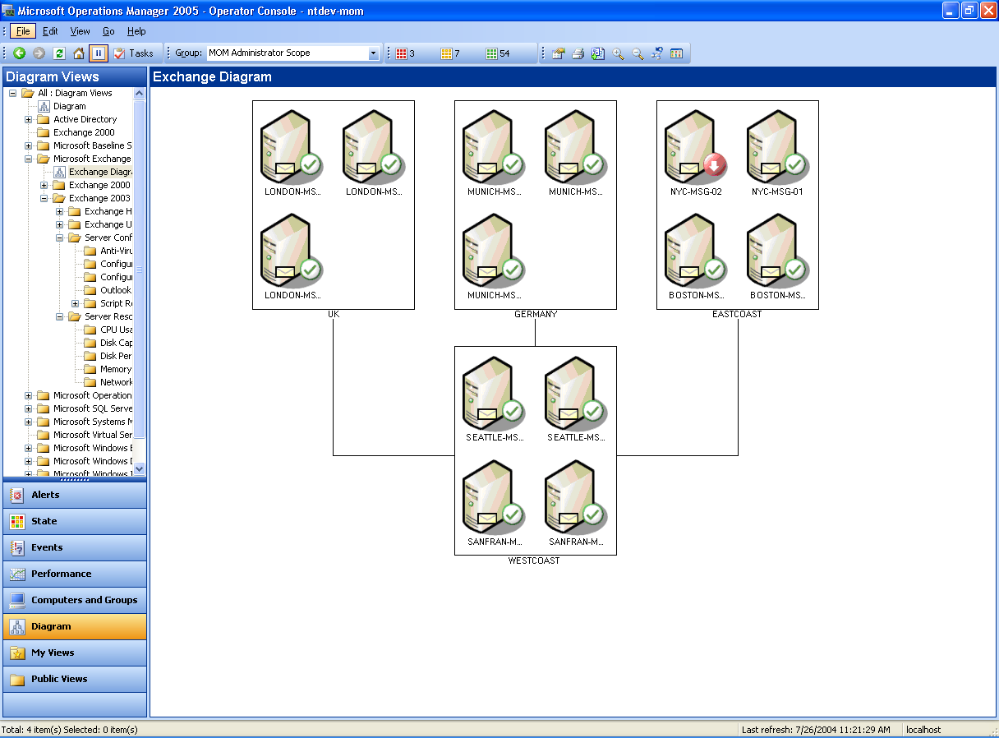 Microsoft Operations Manager 2005 - Operator Console - ntdev-mom
File Edit View Go Help
Tasks Group: MOM Administrator Scope 3 7 54
Diagram Views
All : Diagram Views
Diagram
Active Directory
Exchange 2000
Microsoft Baseline S
Microsoft Exchange
Exchange Diagr
Exchange 2000
Exchange 2003
Exchange H
Exchange U
Server Conf
Anti-Viru
Configur
Configur
Outlook
Script Re
Server Reso
CPU Usa
Disk Cap
Disk Per
Memory
Network
Microsoft Operation
Microsoft SQL Serve
Microsoft Systems M
Microsoft Virtual Ser
Microsoft Windows B
Microsoft Windows D
Microsoft Windows I
Alerts
State
Events
Performance
Computers and Groups
Diagram
My Views
Public Views
Exchange Diagram
LONDON-MS... LONDON-MS...
LONDON-MS...
UK
MUNICH-MS... MUNICH-MS...
MUNICH-MS...
GERMANY
NYC-MSG-02 NYC-MSG-01
BOSTON-MS... BOSTON-MS...
EASTCOAST
SEATTLE-MS... SEATTLE-MS...
SANFRAN-M... SANFRAN-M...
WESTCOAST
Total: 4 item(s) Selected: 0 item(s)
Last refresh: 7/26/2004 11:21:29 AM
localhost